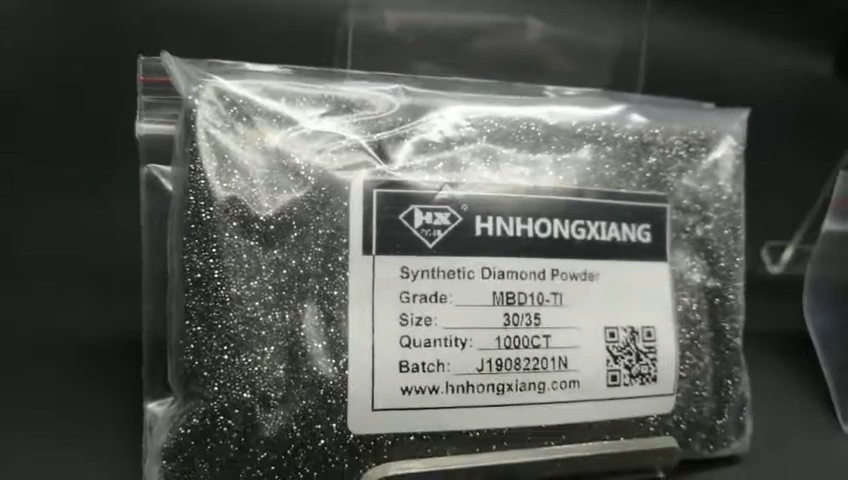 HX
HNHONGXIANG
Synthetic Diamond Powder
Grade: MBD10-TI
Size: 30/35
Quantity: 1000CT
Batch: J19082201N
www.hnhongxiang.com